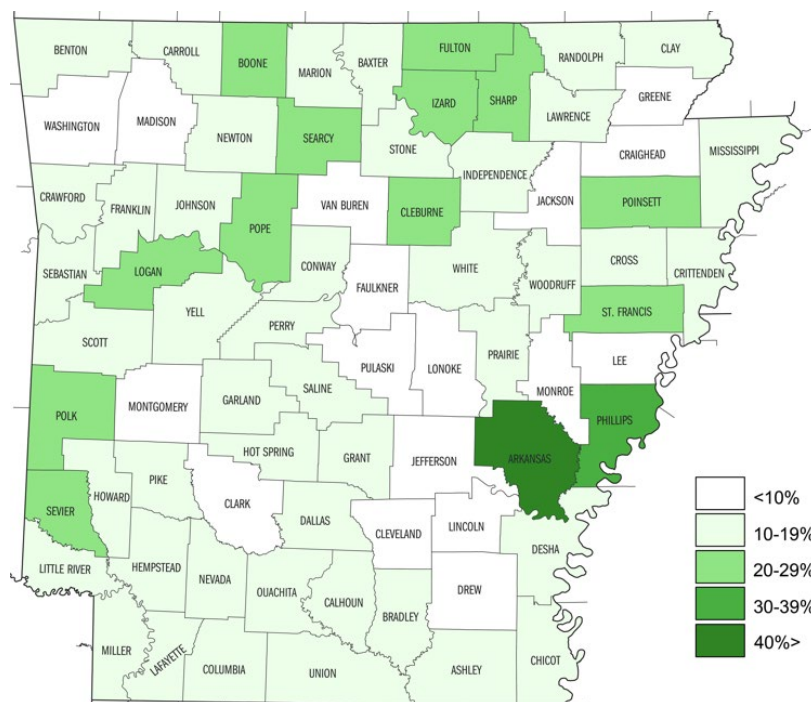 BENTON
CARROLL
BOONE
MARION
BAXTER
FULTON
RANDOLPH
CLAY
IZARD
SHARP
GREENE
WASHINGTON
MADISON
NEWTON
SEARCY
STONE
LAWRENCE
INDEPENDENCE
CRAIGHEAD
MISSISSIPPI
CRAWFORD
FRANKLIN
JOHNSON
POPE
VAN BUREN
CLEBURNE
JACKSON
POINSETT
SEBASTIAN
LOGAN
CONWAY
FAULKNER
WHITE
WOODRUFF
CROSS
CRITTENDEN
SCOTT
YELL
PERRY
PULASKI
LONOKE
PRAIRIE
ST. FRANCIS
LEE
MONROE
POLK
MONTGOMERY
GARLAND
SALINE
PHILLIPS
HOT SPRING
GRANT
JEFFERSON
ARKANSAS
SEVIER
HOWARD
PIKE
CLARK
DALLAS
CLEVELAND
LINCOLN
DESHA
LITTLE RIVER
HEMPSTEAD
NEVADA
OUACHITA
CALHOUN
BRADLEY
DREW
MILLER
LAFAYETTE
COLUMBIA
UNION
ASHLEY
CHICOT
<10%
10-19%
20-29%
30-39%
40%>